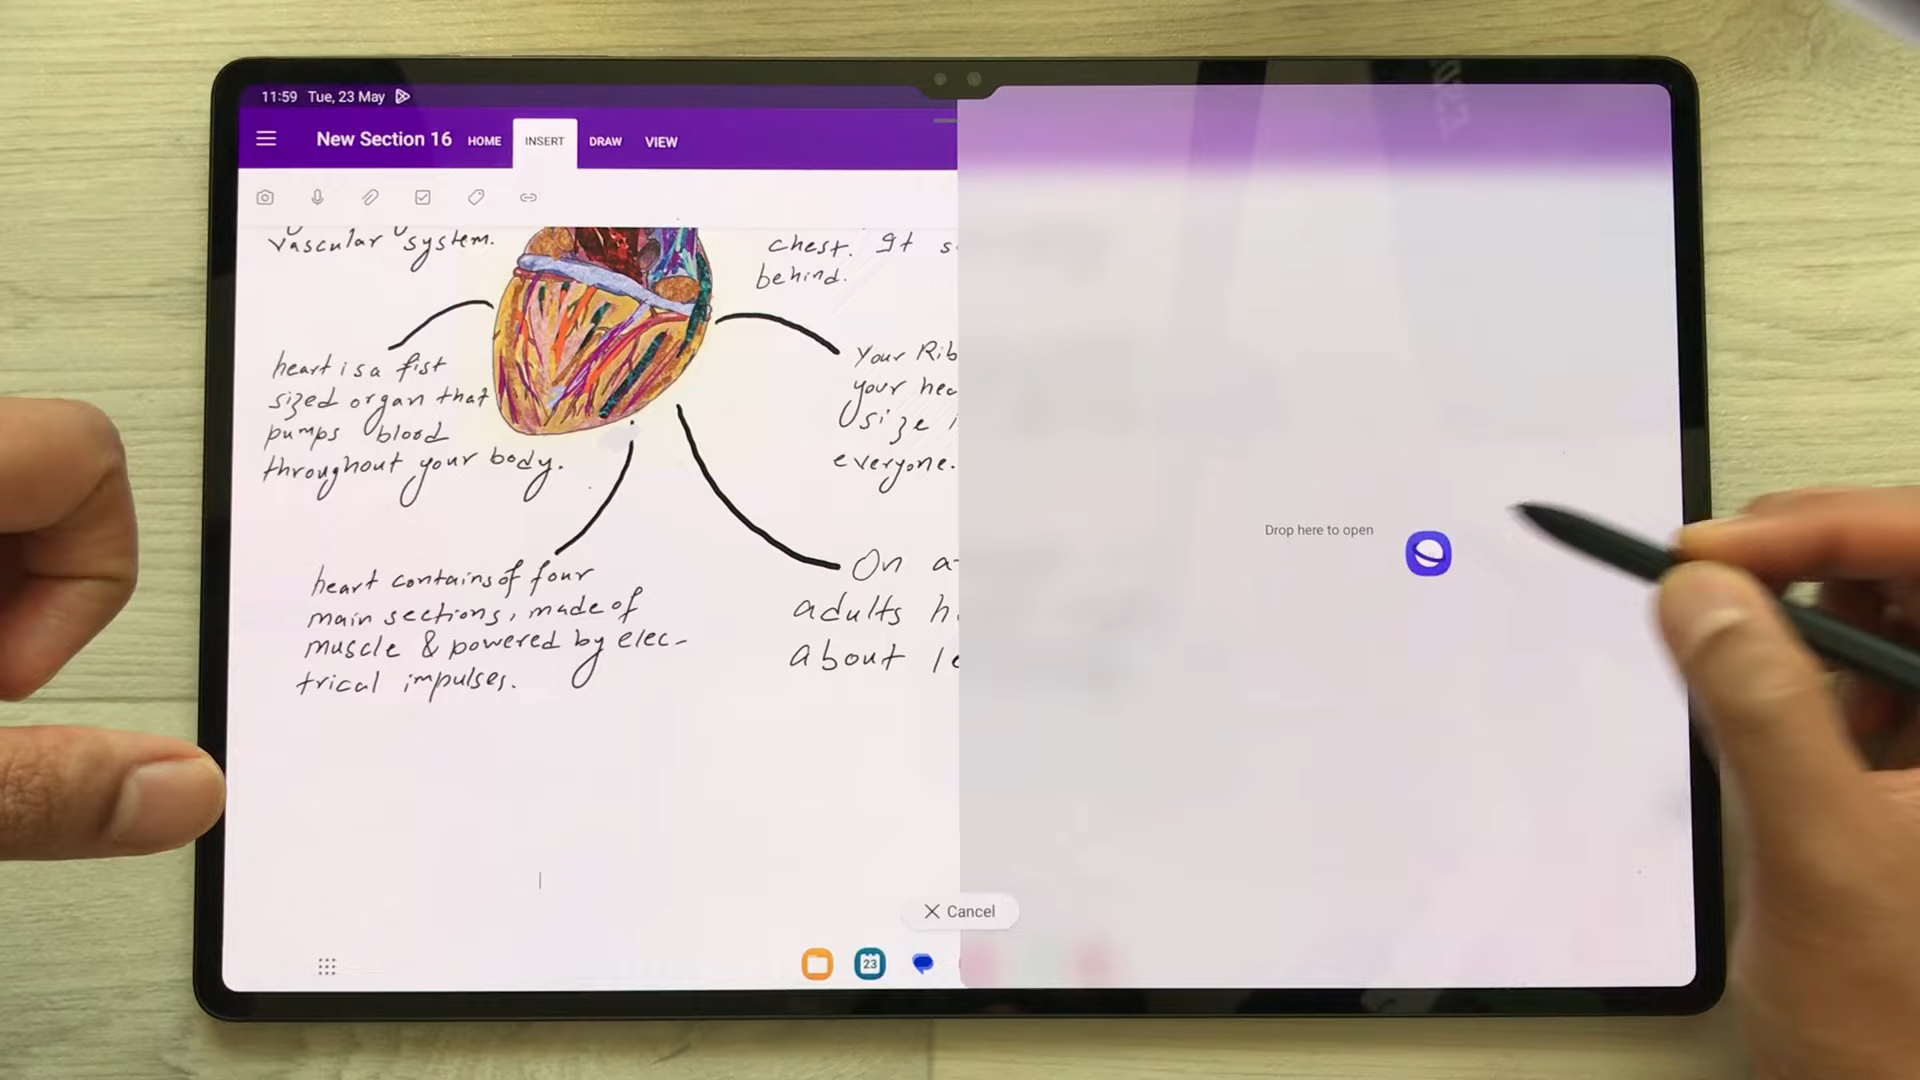 11:59 Tue, 23 May
New Section 16 HOME INSERT DRAW VIEW
vascular system.
chest. It s
behind.
heart is a fist
sized organ that
pumps blood
throughout your body.
Your Rib
your hea
size i
everyone.
heart contains of four
main sections, made of
muscle & powered by elec-
trical impulses.
On a
adults h
about le
Drop here to open
Cancel
23